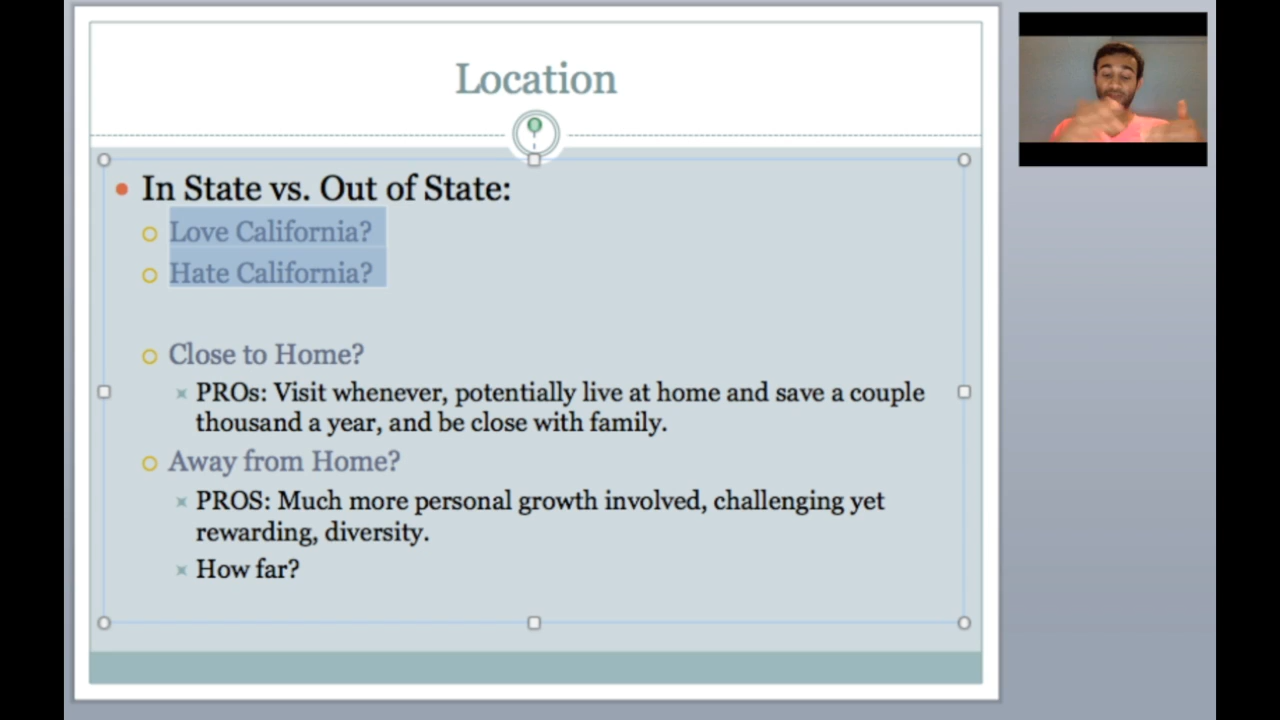 Location
In State vs. Out of State:
Love California?
Hate California?
Close to Home?
PROs: Visit whenever, potentially live at home and save a couple
thousand a year, and be close with family.
Away from Home?
PROS: Much more personal growth involved, challenging yet
rewarding, diversity.
How far?